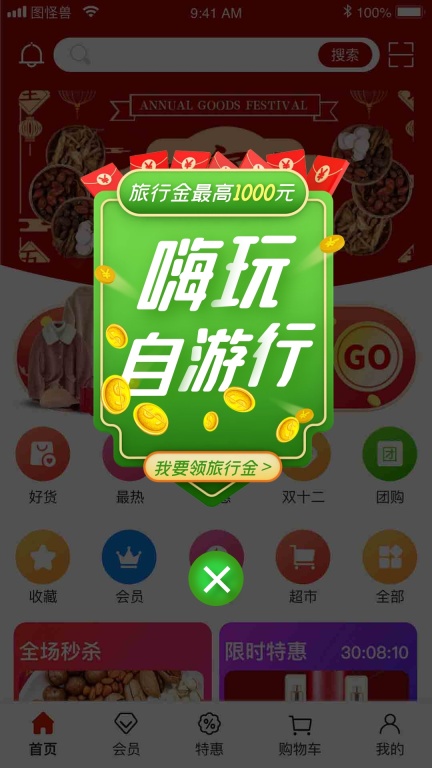 图怪兽
9:41 AM
100%
搜索
ANNUAL GOODS FESTIVAL
旅行金最高1000元
嗨玩
自游行
GO
我要领旅行金>
好货
最热
双十二
团购
收藏
会员
超市
全部
全场秒杀
限时特惠
30:08:10
首页
会员
特惠
购物车
我的